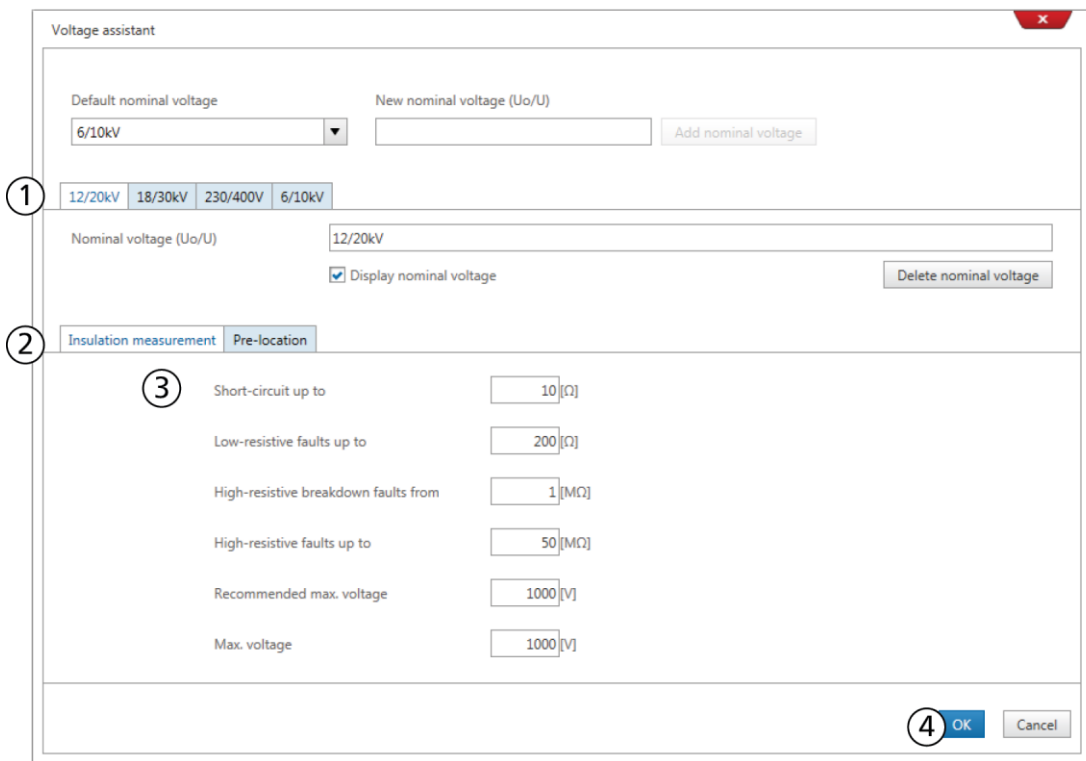 Voltage assistant
Default nominal voltage New nominal voltage (Uo/U)
6/10kV Add nominal voltage
1 12/20kV 18/30kV 230/400V 6/10kV
Nominal voltage (Uo/U) 12/20kV
Display nominal voltage Delete nominal voltage
2 Insulation measurement Pre-location
3 Short-circuit up to 10 [Ω]
Low-resistive faults up to 200 [Ω]
High-resistive breakdown faults from 1 [MΩ]
High-resistive faults up to 50 [MΩ]
Recommended max. voltage 1000 [V]
Max. voltage 1000 [V]
4 OK Cancel